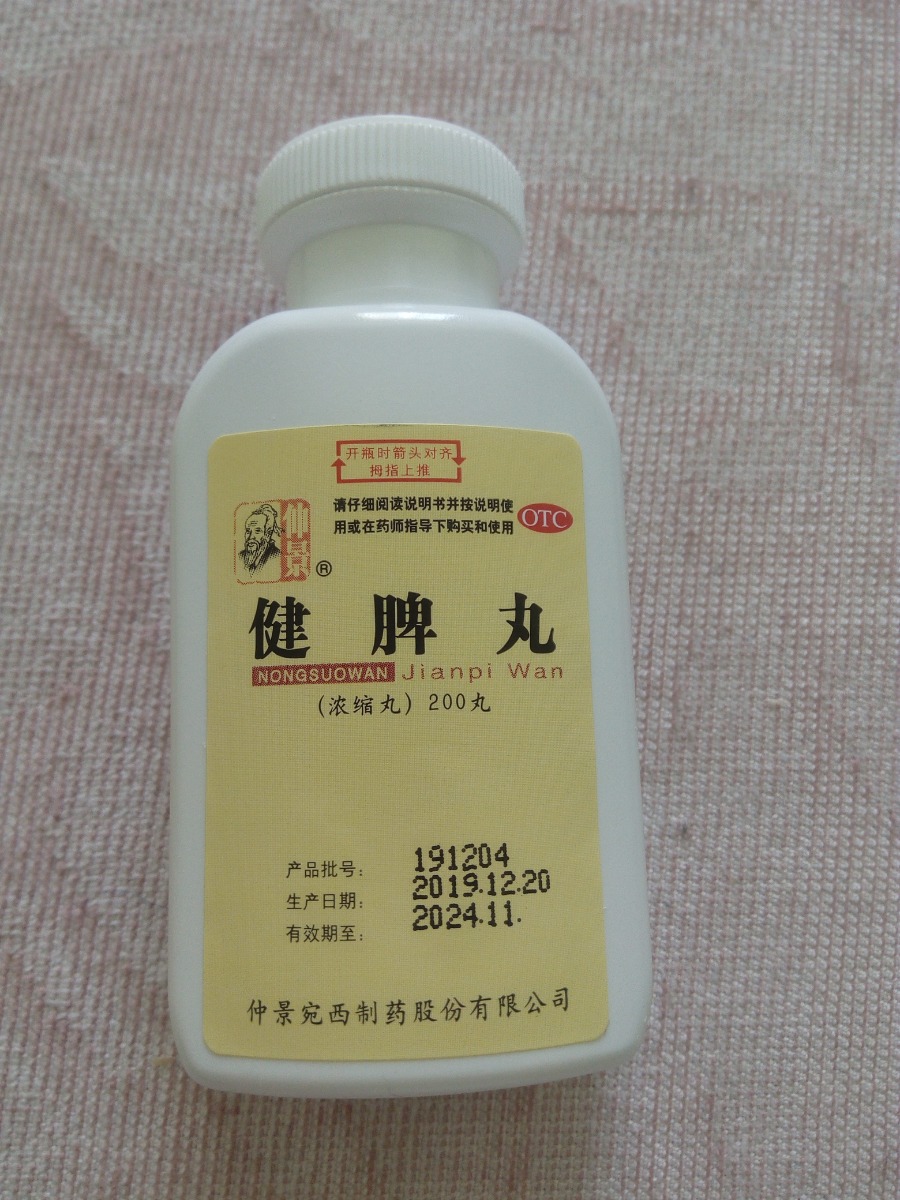 开瓶时箭头对齐
拇指上推
请仔细阅读说明书并按说明使
用或在药师指导下购买和使用
OTC
仲景
®
健脾丸
NONGSUOWAN Jianpi Wan
(浓缩丸) 200丸
产品批号: 191204
生产日期: 2019.12.20
有效期至: 2024.11.
仲景宛西制药股份有限公司